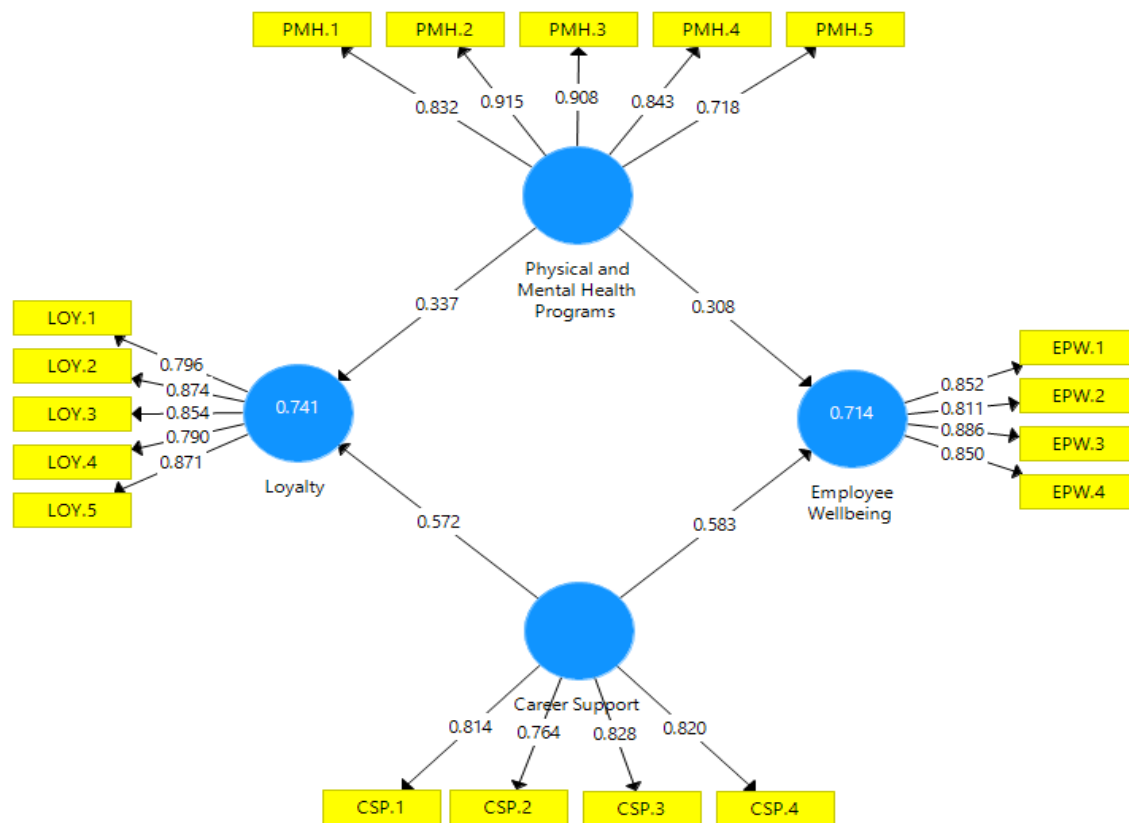 PMH.1 PMH.2 PMH.3 PMH.4 PMH.5
0.832 0.915 0.908 0.843 0.718
Physical and
Mental Health
Programs
0.337 0.308
LOY.1
LOY.2
LOY.3
LOY.4
LOY.5
0.796
0.874
0.854
0.790
0.871
0.741
Loyalty
0.714
Employee
Wellbeing
0.852
0.811
0.886
0.850
EPW.1
EPW.2
EPW.3
EPW.4
0.572 0.583
Career Support
0.814 0.764 0.828 0.820
CSP.1 CSP.2 CSP.3 CSP.4